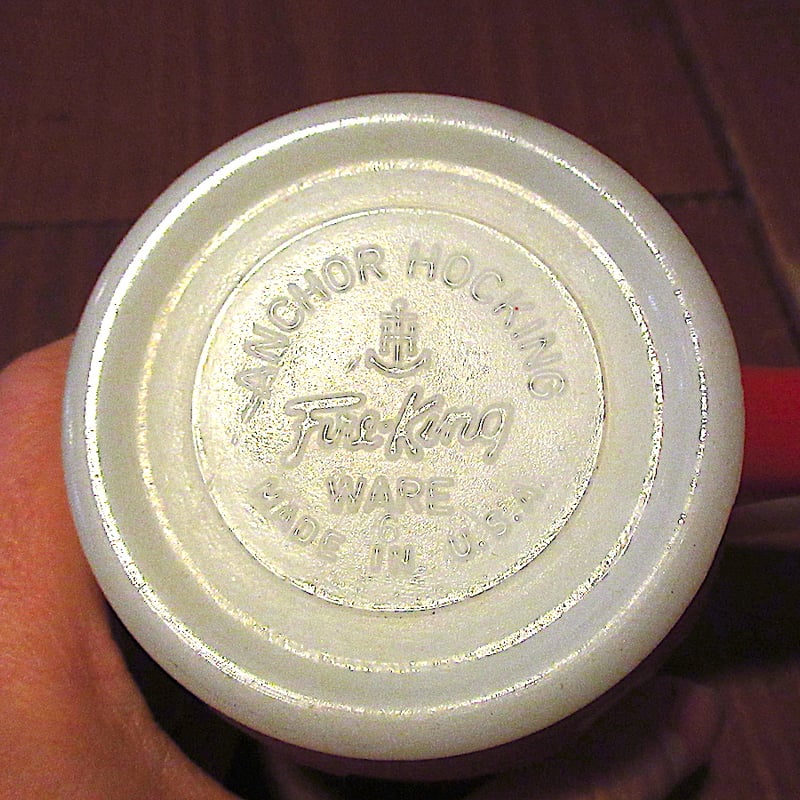 ANCHOR HOCKING
Fire-King
WARE
6
MADE IN U.S.A.